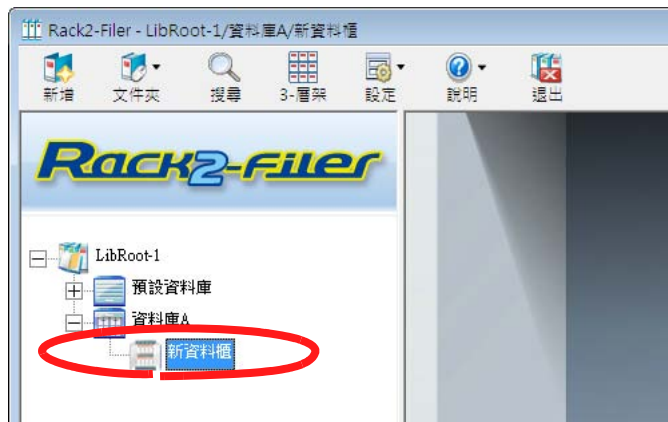 Rack2-Filer - LibRoot-1/資料庫A/新資料櫃
新增 文件夾 搜尋 3-層架 設定 說明 退出
Rack2-Filer
LibRoot-1
預設資料庫
資料庫A
新資料櫃